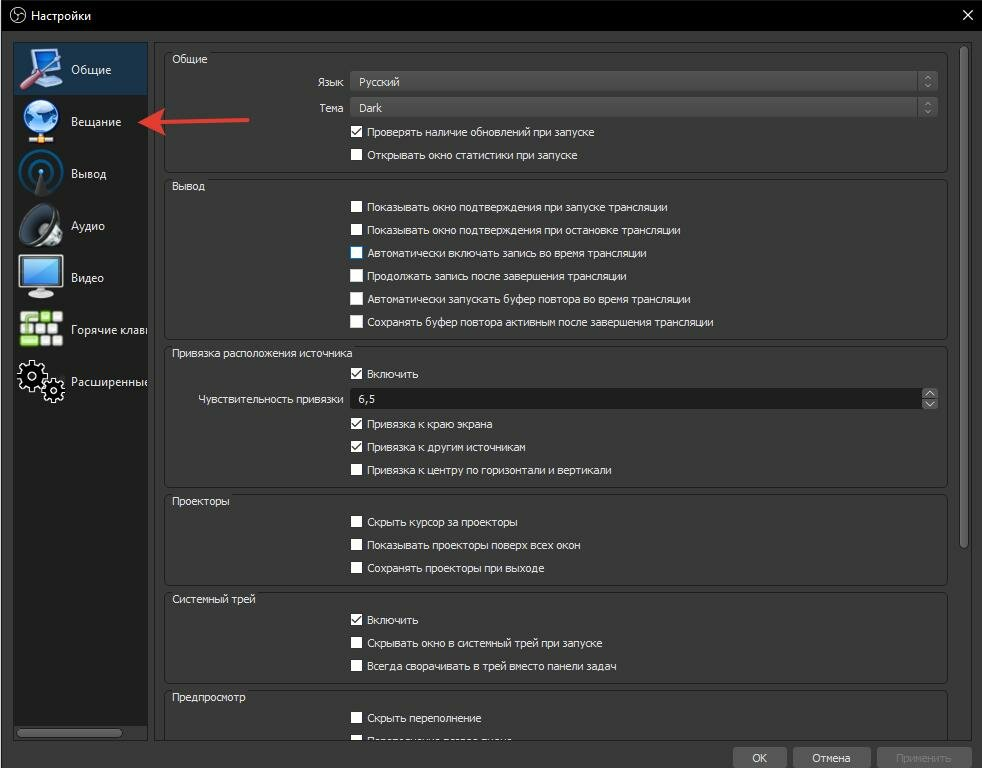 Настройки
Общие
Вещание
Вывод
Аудио
Видео
Горячие клави
Расширенные
Общие
Язык Русский
Тема Dark
Проверять наличие обновлений при запуске
Открывать окно статистики при запуске
Вывод
Показывать окно подтверждения при запуске трансляции
Показывать окно подтверждения при остановке трансляции
Автоматически включать запись во время трансляции
Продолжать запись после завершения трансляции
Автоматически запускать буфер повтора во время трансляции
Сохранять буфер повтора активным после завершения трансляции
Привязка расположения источника
Включить
Чувствительность привязки 6,5
Привязка к краю экрана
Привязка к другим источникам
Привязка к центру по горизонтали и вертикали
Проекторы
Скрыть курсор за проекторы
Показывать проекторы поверх всех окон
Сохранять проекторы при выходе
Системный трей
Включить
Скрывать окно в системный трей при запуске
Всегда сворачивать в трей вместо панели задач
Предпросмотр
Скрыть переполнение
OK Отмена Применить